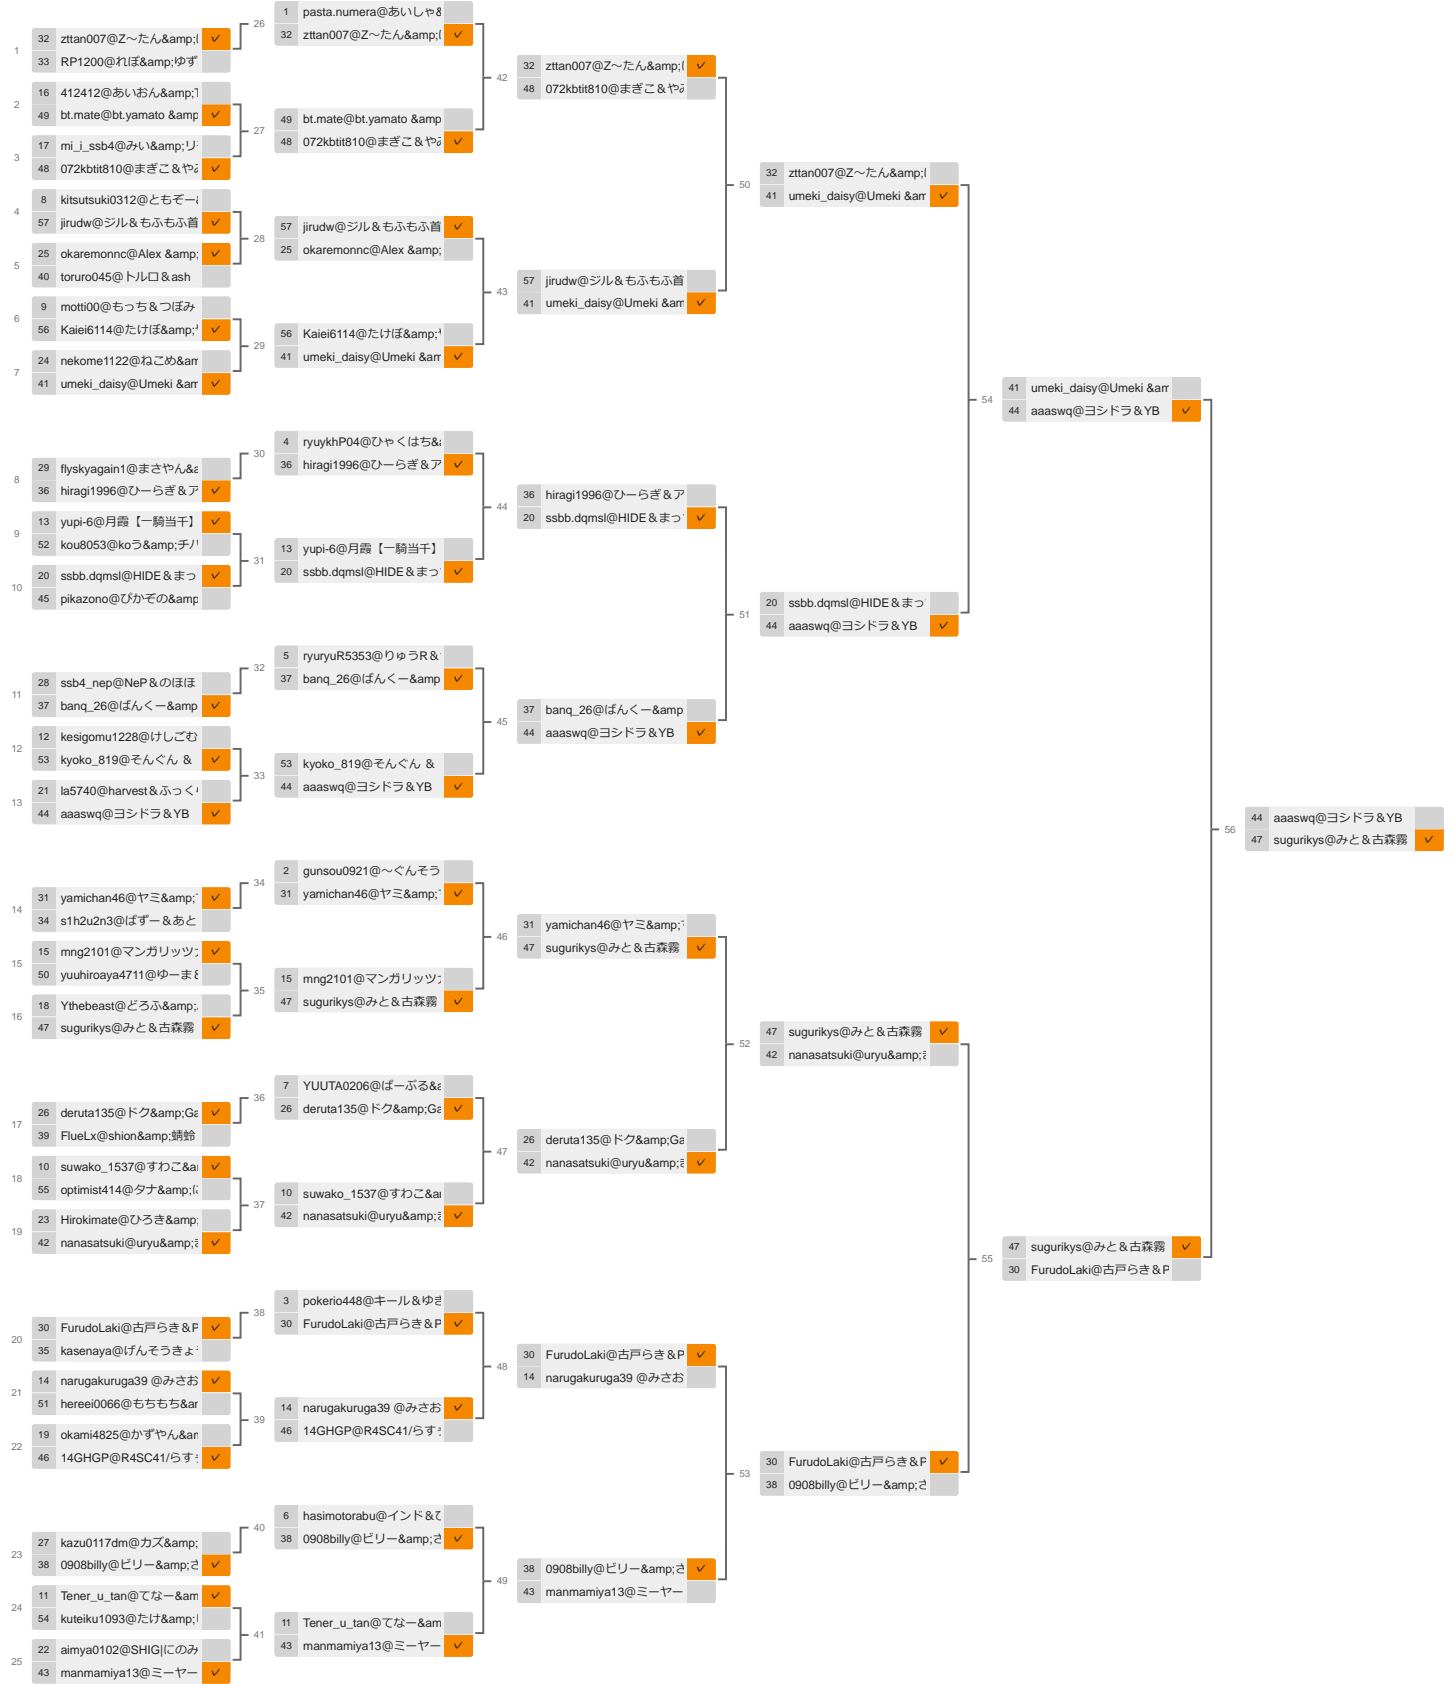 1
32 zttan007@Z～たん&amp;
33 RP1200@れぼ&amp;ゆず
2
16 412412@あいおん&amp;
49 bt.mate@bt.yamato &amp
3
17 mi_i_ssb4@みい&amp;リ
48 072kbtit810@まぎこ＆や
4
8 kitsutsuki0312@ともぞー
57 jirudw@ジル＆もふもふ首
5
25 okaremonnc@Alex &amp;
40 toruro045@トルロ＆ash
6
9 motti00@もっち＆つぼみ
56 Kaiei6114@たけぼ&amp;
7
24 nekome1122@ねこめ&am
41 umeki_daisy@Umeki &am
8
29 flyskyagain1@まさやん&a
36 hiragi1996@ひーらぎ＆ア
9
13 yupi-6@月霞【一騎当千】
52 kou8053@koう&amp;チハ
10
20 ssbb.dqmsl@HIDE＆まっ
45 pikazono@ぴかぞの&amp
11
28 ssb4_nep@NeP＆のほほ
37 banq_26@ばんくー&amp
12
12 kesigomu1228@けしごむ
53 kyoko_819@そんぐん ＆
13
21 la5740@harvest＆ふっく
44 aaaswq@ヨシドラ＆YB
14
31 yamichan46@ヤミ&amp;
34 s1h2u2n3@ぱずー＆あと
15
15 mng2101@マンガリッツ
50 yuuhiroaya4711@ゆーま
16
18 Ythebeast@どろふ&amp;
47 sugurikys@みと＆古森霧
17
26 deruta135@ドク&amp;Ga
39 FlueLx@shion&amp;蜻蛉
18
10 suwako_1537@すわこ&a
55 optimist414@タナ&amp;
19
23 Hirokimate@ひろき&amp;
42 nanasatsuki@uryu&amp;
20
30 FurudoLaki@古戸らき＆P
35 kasenaya@げんそうきょ
21
14 narugakuruga39 @みさお
51 hereei0066@もちもち&a
22
19 okami4825@かずやん&a
46 14GHGP@R4SC41/らす
23
27 kazu0117dm@カズ&amp;
38 0908billy@ビリー&amp;さ
24
11 Tener_u_tan@てなー&am
54 kuteiku1093@たけ&amp;
25
22 aimya0102@SHIG|にのみ
43 manmamiya13@ミーヤー
26
1 pasta.numera@あいしゃ&
32 zttan007@Z～たん&amp;
27
49 bt.mate@bt.yamato &amp
48 072kbtit810@まぎこ＆や
28
57 jirudw@ジル＆もふもふ首
25 okaremonnc@Alex &amp;
29
56 Kaiei6114@たけぼ&amp;
41 umeki_daisy@Umeki &am
30
4 ryuykhP04@ひゃくはち&
36 hiragi1996@ひーらぎ＆ア
31
13 yupi-6@月霞【一騎当千】
20 ssbb.dqmsl@HIDE＆まっ
32
5 ryuryuR5353@りゅうR＆
37 banq_26@ばんくー&amp
33
53 kyoko_819@そんぐん ＆
44 aaaswq@ヨシドラ＆YB
34
2 gunsou0921@～ぐんそう
31 yamichan46@ヤミ&amp;
35
15 mng2101@マンガリッツ
47 sugurikys@みと＆古森霧
36
7 YUUTA0206@ぱーぷる&a
26 deruta135@ドク&amp;Ga
37
10 suwako_1537@すわこ&a
42 nanasatsuki@uryu&amp;
38
3 pokerio448@キール＆ゆき
30 FurudoLaki@古戸らき＆P
39
14 narugakuruga39 @みさお
46 14GHGP@R4SC41/らす
40
6 hasimotorabu@インド＆て
38 0908billy@ビリー&amp;さ
41
11 Tener_u_tan@てなー&am
43 manmamiya13@ミーヤー
42
32 zttan007@Z～たん&amp;
48 072kbtit810@まぎこ＆や
43
57 jirudw@ジル＆もふもふ首
41 umeki_daisy@Umeki &am
44
36 hiragi1996@ひーらぎ＆ア
20 ssbb.dqmsl@HIDE＆まっ
45
37 banq_26@ばんくー&amp
44 aaaswq@ヨシドラ＆YB
46
31 yamichan46@ヤミ&amp;
47 sugurikys@みと＆古森霧
47
26 deruta135@ドク&amp;Ga
42 nanasatsuki@uryu&amp;
48
30 FurudoLaki@古戸らき＆P
14 narugakuruga39 @みさお
49
38 0908billy@ビリー&amp;さ
43 manmamiya13@ミーヤー
50
32 zttan007@Z～たん&amp;
41 umeki_daisy@Umeki &am
51
20 ssbb.dqmsl@HIDE＆まっ
44 aaaswq@ヨシドラ＆YB
52
47 sugurikys@みと＆古森霧
42 nanasatsuki@uryu&amp;
53
30 FurudoLaki@古戸らき＆P
38 0908billy@ビリー&amp;さ
54
41 umeki_daisy@Umeki &am
44 aaaswq@ヨシドラ＆YB
55
47 sugurikys@みと＆古森霧
30 FurudoLaki@古戸らき＆P
56
44 aaaswq@ヨシドラ＆YB
47 sugurikys@みと＆古森霧